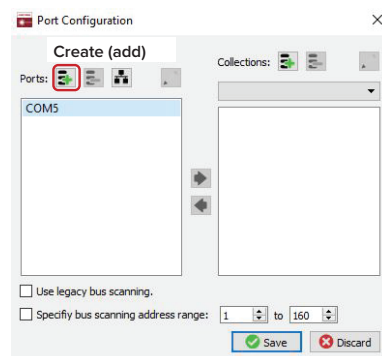 Port Configuration
Create (add)
Ports:
Collections:
COM5
Use legacy bus scanning.
Specifiy bus scanning address range: 1 to 160
Save Discard